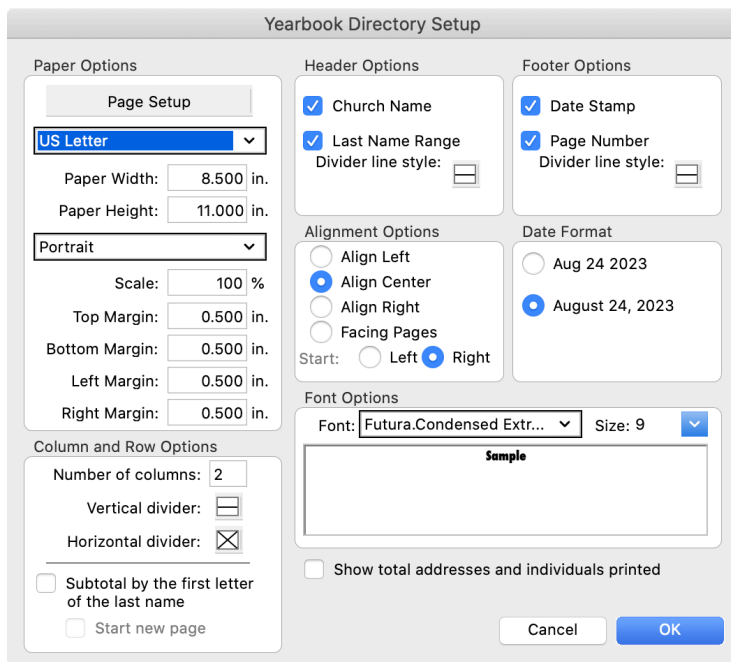 Yearbook Directory Setup
Paper Options
Page Setup
US Letter
Paper Width: 8.500 in.
Paper Height: 11.000 in.
Portrait
Scale: 100 %
Top Margin: 0.500 in.
Bottom Margin: 0.500 in.
Left Margin: 0.500 in.
Right Margin: 0.500 in.
Column and Row Options
Number of columns: 2
Vertical divider:
Horizontal divider:
Subtotal by the first letter
of the last name
Start new page
Header Options
Church Name
Last Name Range
Divider line style:
Footer Options
Date Stamp
Page Number
Divider line style:
Alignment Options
Align Left
Align Center
Align Right
Facing Pages
Start: Left Right
Date Format
Aug 24 2023
August 24, 2023
Font Options
Font: Futura.Condensed Extr... Size: 9
Sample
Show total addresses and individuals printed
Cancel OK